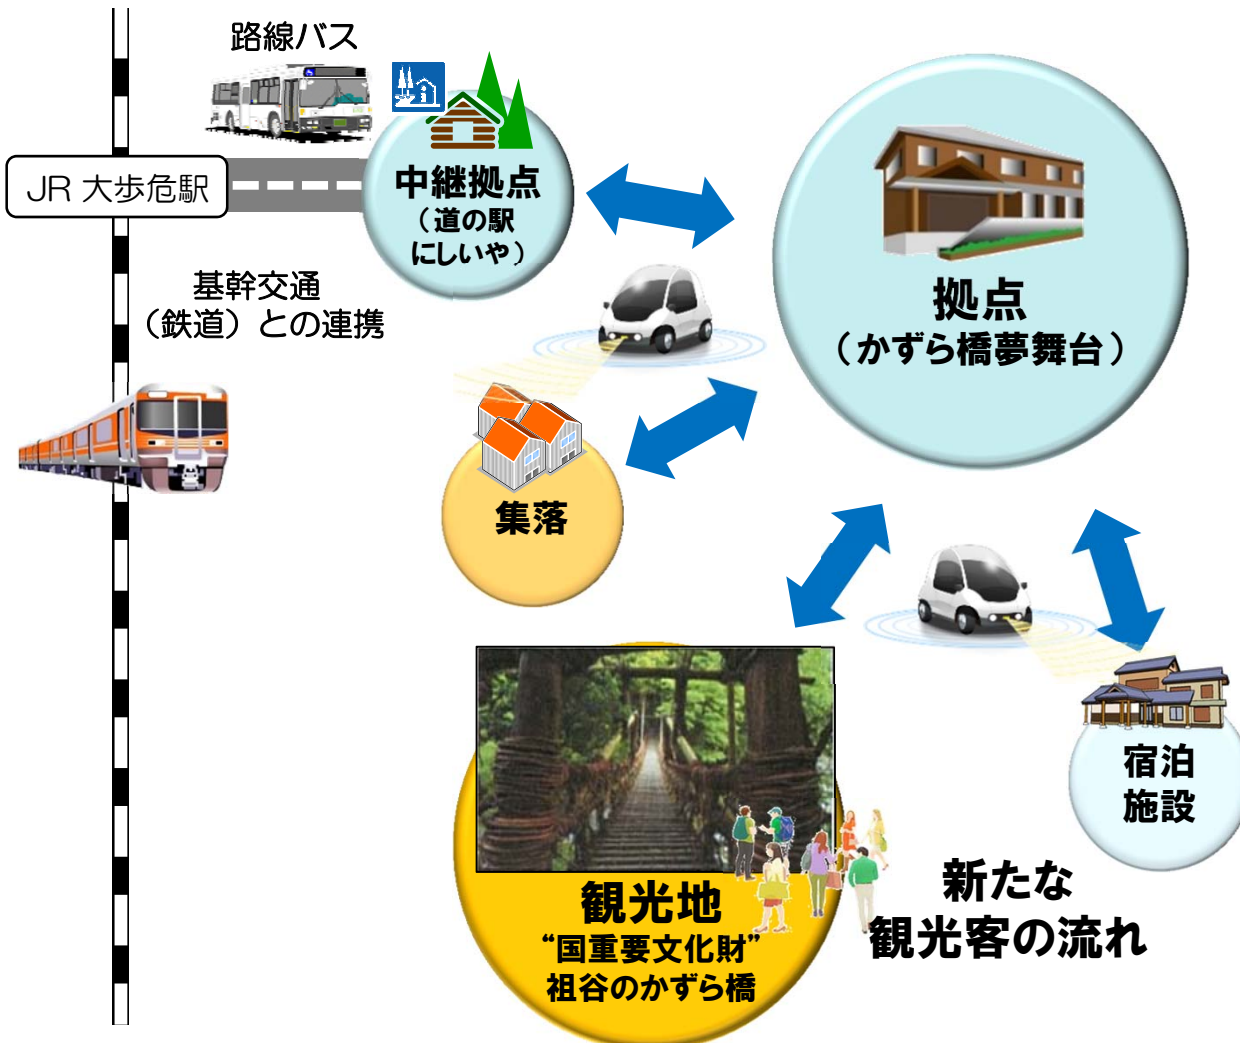 路線バス
JR 大歩危駅
中継拠点
（道の駅
にしいや）
基幹交通
（鉄道）との連携
拠点
（かずら橋夢舞台）
集落
宿泊
施設
観光地
“国重要文化財”
祖谷のかずら橋
新たな
観光客の流れ